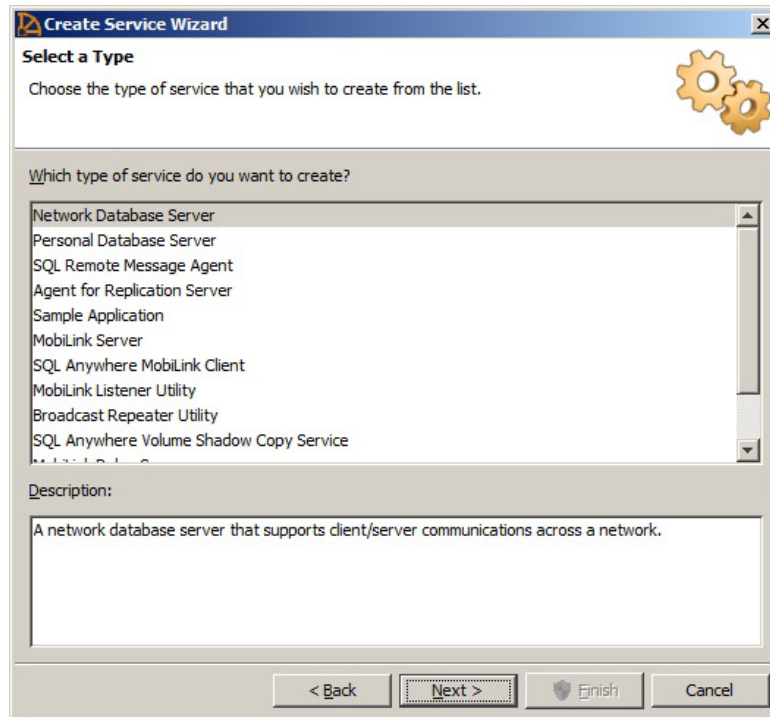 Create Service Wizard
Select a Type
Choose the type of service that you wish to create from the list.
Which type of service do you want to create?
Network Database Server
Personal Database Server
SQL Remote Message Agent
Agent for Replication Server
Sample Application
MobiLink Server
SQL Anywhere MobiLink Client
MobiLink Listener Utility
Broadcast Repeater Utility
SQL Anywhere Volume Shadow Copy Service
Description:
A network database server that supports client/server communications across a network.
< Back
Next >
Finish
Cancel